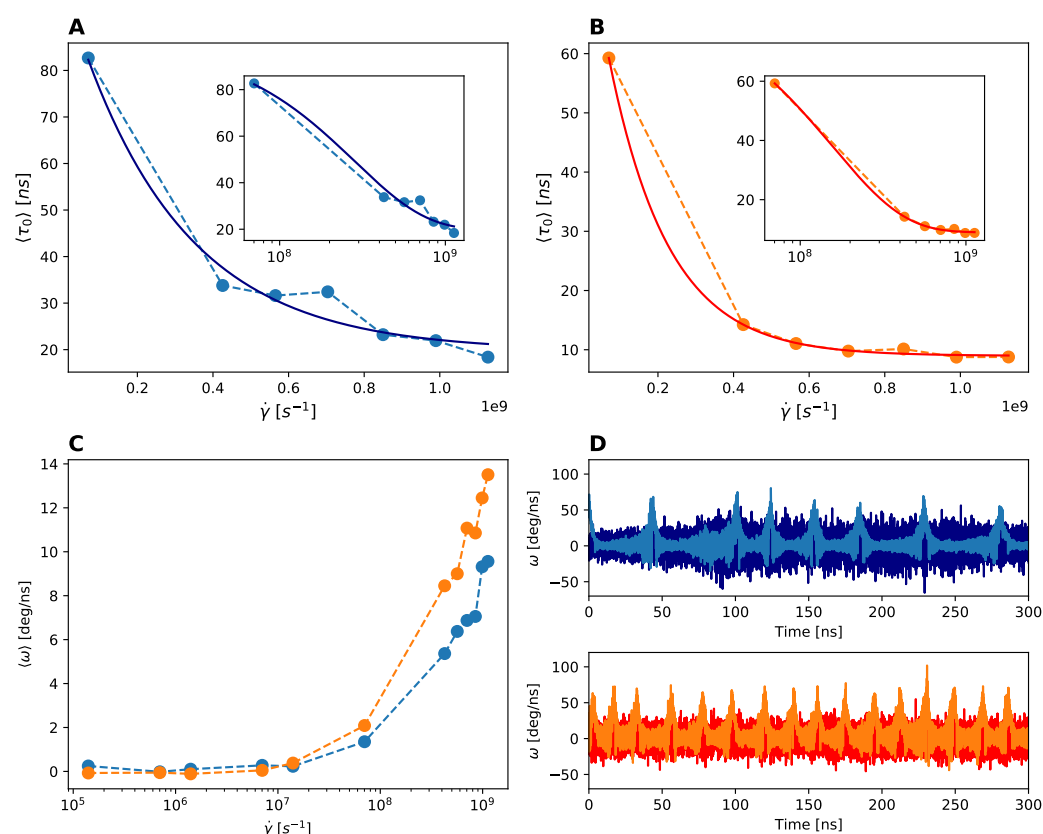 A
⟨τ₀⟩ [ns]
80
70
60
50
40
30
20
0.2 0.4 0.6 0.8 1.0
1e9
γ̇ [s⁻¹]
80
60
40
20
10⁸ 10⁹
B
⟨τ₀⟩ [ns]
60
50
40
30
20
10
0.2 0.4 0.6 0.8 1.0
1e9
γ̇ [s⁻¹]
60
40
20
10⁸ 10⁹
C
⟨ω⟩ [deg/ns]
14
12
10
8
6
4
2
0
10⁵ 10⁶ 10⁷ 10⁸ 10⁹
γ̇ [s⁻¹]
D
ω [deg/ns]
100
50
0
−50
0 50 100 150 200 250 300
Time [ns]
ω [deg/ns]
100
50
0
−50
0 50 100 150 200 250 300
Time [ns]